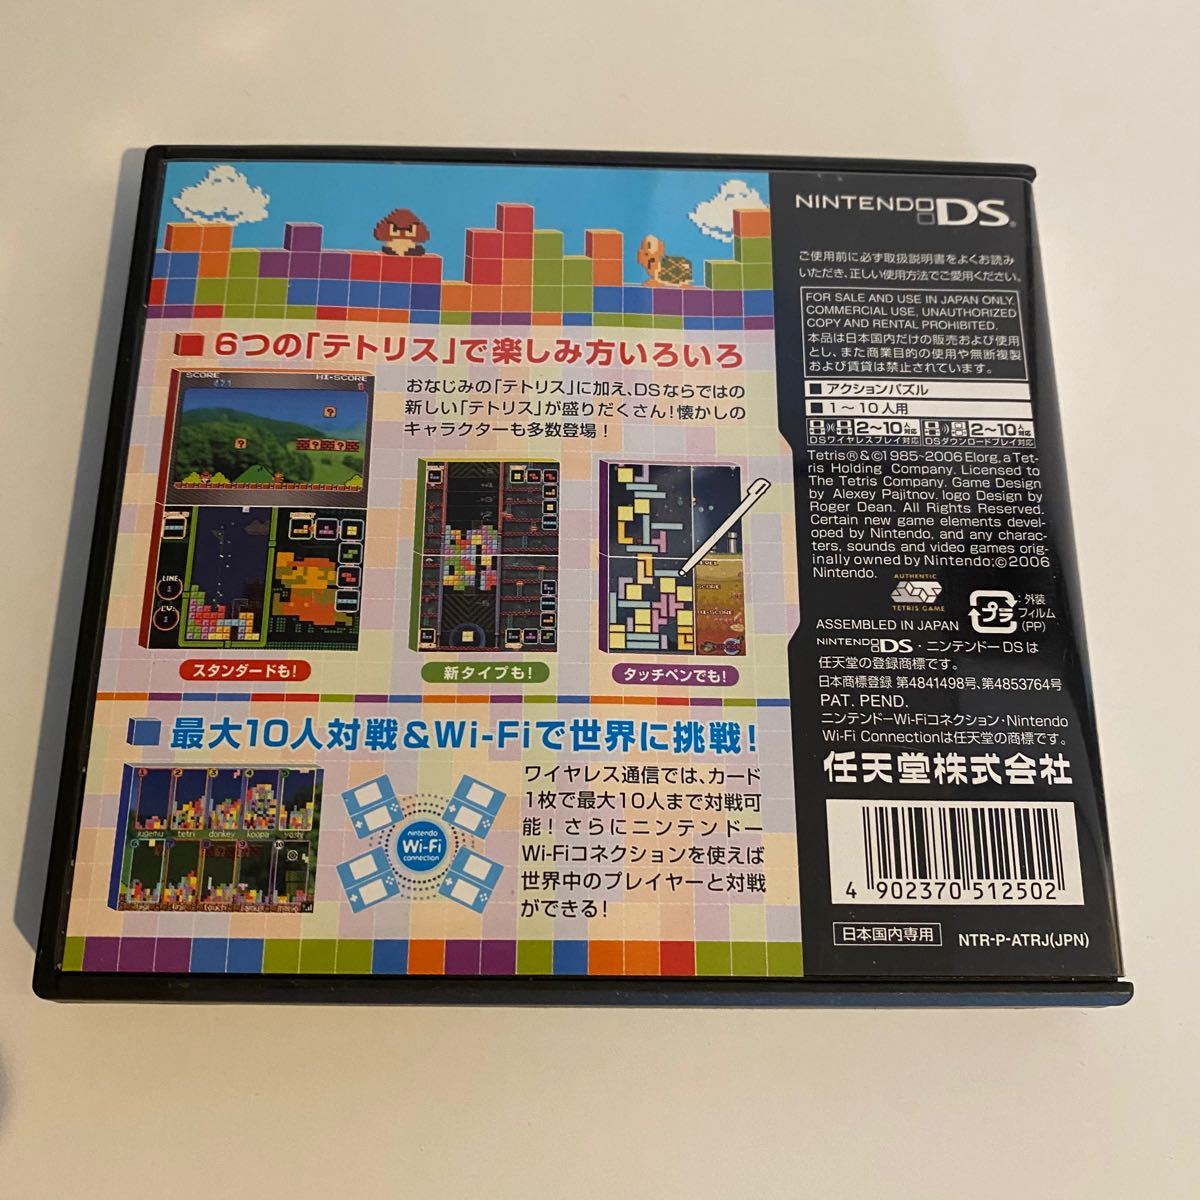 6つの「テトリス」で楽しみ方いろいろ
SCORE
HI-SCORE
421
おなじみの「テトリス」に加え、DSならではの
新しい「テトリス」が盛りだくさん!懐かしの
キャラクターも多数登場!
LINE
1
LV.
1
SCORE
HI-SCORE
スタンダードも!
新タイプも!
タッチペンでも!
最大10人対戦&Wi-Fiで世界に挑戦!
1
2
3
4
5
jugemu
tetri
donkey
koopa
yoshi
touch
nintendo
Wi-Fi
connection
ワイヤレス通信では、カード
1枚で最大10人まで対戦可
能!さらにニンテンドー
Wi-Fiコネクションを使えば
世界中のプレイヤーと対戦
ができる!
NINTENDO DS®
ご使用前に必ず取扱説明書をよくお読み
いただき、正しい使用方法でご愛用ください。
FOR SALE AND USE IN JAPAN ONLY.
COMMERCIAL USE, UNAUTHORIZED
COPY AND RENTAL PROHIBITED.
本品は日本国内だけの販売および使用
とし、また商業目的の使用や無断複製
および賃貸は禁止されています。
■アクションパズル
■1〜10人用
2〜10人対応
DSワイヤレスプレイ対応
2〜10人対応
DSダウンロードプレイ対応
Tetris®&©1985~2006 Elorg, a Tet-
ris Holding Company. Licensed to
The Tetris Company. Game Design
by Alexey Pajitnov. logo Design by
Roger Dean. All Rights Reserved.
Certain new game elements devel-
oped by Nintendo, and any charac-
ters, sounds and video games orig-
inally owned by Nintendo;©2006
Nintendo.
AUTHENTIC
TETRIS GAME
プラ
:外装
フィルム
(PP)
ASSEMBLED IN JAPAN
NINTENDO DS・ニンテンドーDSは
任天堂の登録商標です。
日本商標登録 第4841498号、第4853764号
PAT. PEND.
ニンテンドーWi-Fiコネクション・Nintendo
Wi-Fi Connectionは任天堂の商標です。
任天堂株式会社
4 902370 512502
日本国内専用
NTR-P-ATRJ(JPN)